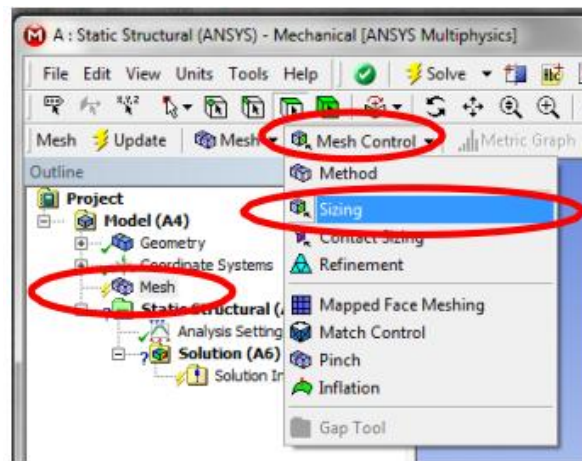 A : Static Structural (ANSYS) - Mechanical [ANSYS Multiphysics]
File Edit View Units Tools Help Solve
Mesh Update Mesh Mesh Control Metric Graph
Outline
Project
Model (A4)
Geometry
Coordinate Systems
Mesh
Static Structural (
Analysis Setting
Solution (A6)
Solution In
Method
Sizing
Contact Sizing
Refinement
Mapped Face Meshing
Match Control
Pinch
Inflation
Gap Tool